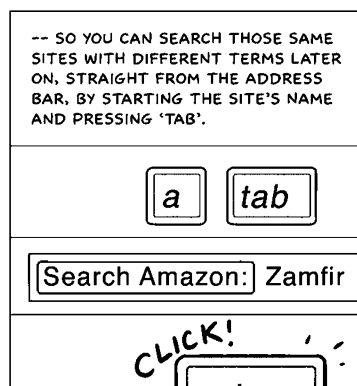 -- SO YOU CAN SEARCH THOSE SAME
SITES WITH DIFFERENT TERMS LATER
ON, STRAIGHT FROM THE ADDRESS
BAR, BY STARTING THE SITE'S NAME
AND PRESSING 'TAB'.
a tab
Search Amazon: Zamfir
CLICK!